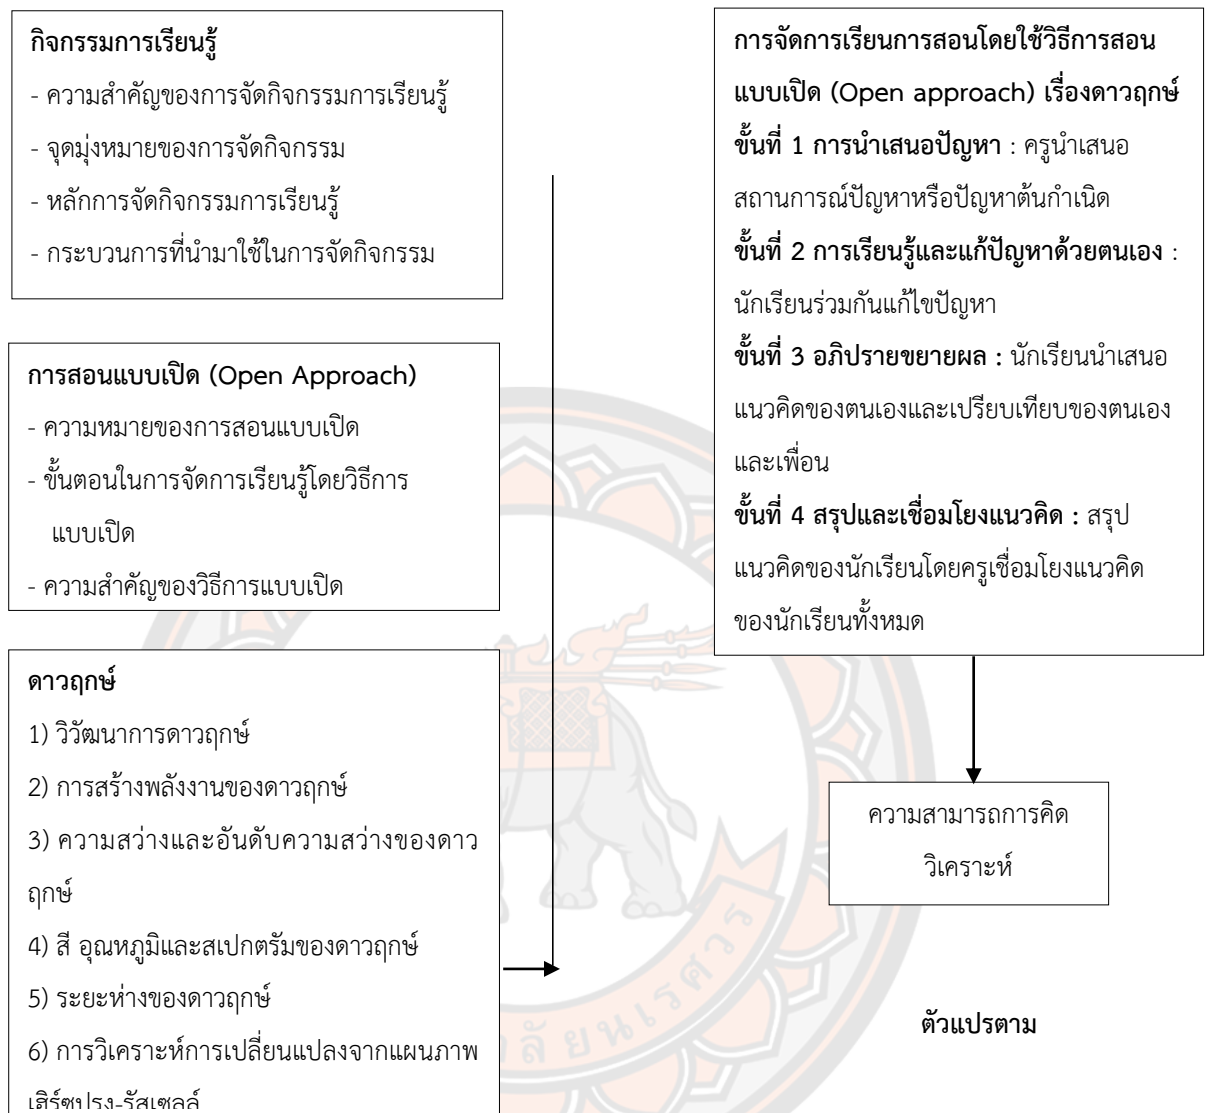 กิจกรรมการเรียนรู้
- ความสำคัญของการจัดกิจกรรมการเรียนรู้
- จุดมุ่งหมายของการจัดกิจกรรม
- หลักการจัดกิจกรรมการเรียนรู้
- กระบวนการที่นำมาใช้ในการจัดกิจกรรม
การสอนแบบเปิด (Open Approach)
- ความหมายของการสอนแบบเปิด
- ขั้นตอนในการจัดการเรียนรู้โดยวิธีการ
แบบเปิด
- ความสำคัญของวิธีการแบบเปิด
ดาวฤกษ์
1) วิวัฒนาการดาวฤกษ์
2) การสร้างพลังงานของดาวฤกษ์
3) ความสว่างและอันดับความสว่างของดาว
ฤกษ์
4) สี อุณหภูมิและสเปกตรัมของดาวฤกษ์
5) ระยะห่างของดาวฤกษ์
6) การวิเคราะห์การเปลี่ยนแปลงจากแผนภาพ
เฮิร์ซปรุง-รัสเซลล์
การจัดการเรียนการสอนโดยใช้วิธีการสอน
แบบเปิด (Open approach) เรื่องดาวฤกษ์
ขั้นที่ 1 การนำเสนอปัญหา : ครูนำเสนอ
สถานการณ์ปัญหาหรือปัญหาต้นกำเนิด
ขั้นที่ 2 การเรียนรู้และแก้ปัญหาด้วยตนเอง :
นักเรียนร่วมกันแก้ไขปัญหา
ขั้นที่ 3 อภิปรายขยายผล : นักเรียนนำเสนอ
แนวคิดของตนเองและเปรียบเทียบของตนเอง
และเพื่อน
ขั้นที่ 4 สรุปและเชื่อมโยงแนวคิด : สรุป
แนวคิดของนักเรียนโดยครูเชื่อมโยงแนวคิด
ของนักเรียนทั้งหมด
ความสามารถการคิด
วิเคราะห์
ตัวแปรตาม
ลัยนเรศวร